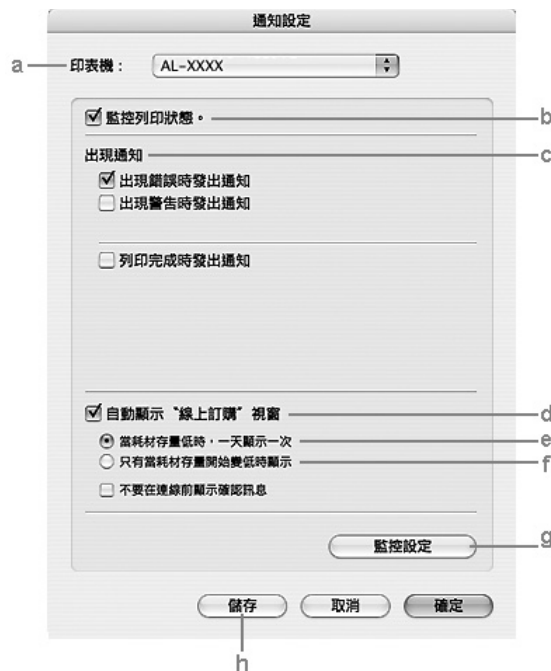 通知設定
a 印表機： AL-XXXX
監控列印狀態。 b
出現通知 c
出現錯誤時發出通知
出現警告時發出通知
列印完成時發出通知
自動顯示〝線上訂購〞視窗 d
當耗材存量低時，一天顯示一次 e
只有當耗材存量開始變低時顯示 f
不要在連線前顯示確認訊息
監控設定 g
儲存 取消 確定
h